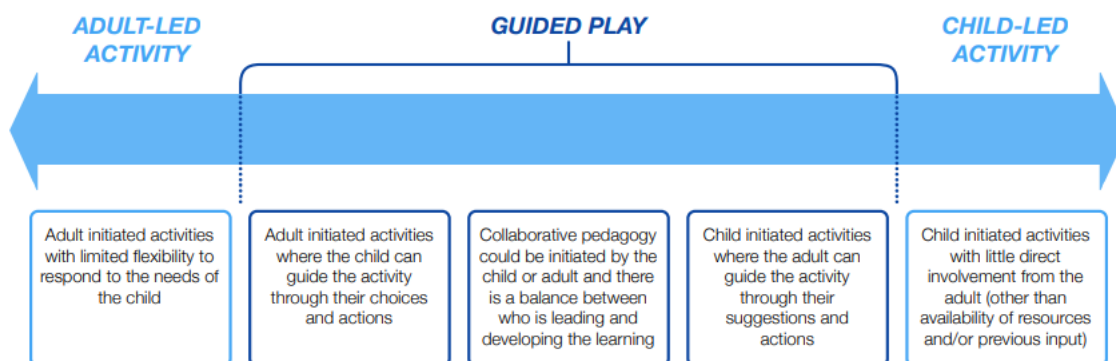 ADULT-LED
ACTIVITY
GUIDED PLAY
CHILD-LED
ACTIVITY
Adult initiated activities
with limited flexibility to
respond to the needs of
the child
Adult initiated activities
where the child can
guide the activity
through their choices
and actions
Collaborative pedagogy
could be initiated by the
child or adult and there
is a balance between
who is leading and
developing the learning
Child initiated activities
where the adult can
guide the activity
through their
suggestions and
actions
Child initiated activities
with little direct
involvement from the
adult (other than
availability of resources
and/or previous input)